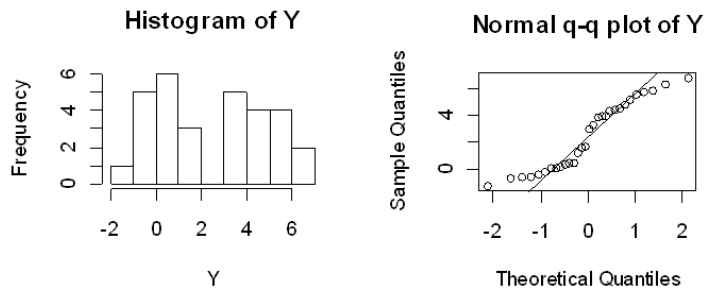 Histogram of Y
Frequency
6
4
2
0
-2 0 2 4 6
Y
Normal q-q plot of Y
Sample Quantiles
4
0
-2 -1 0 1 2
Theoretical Quantiles